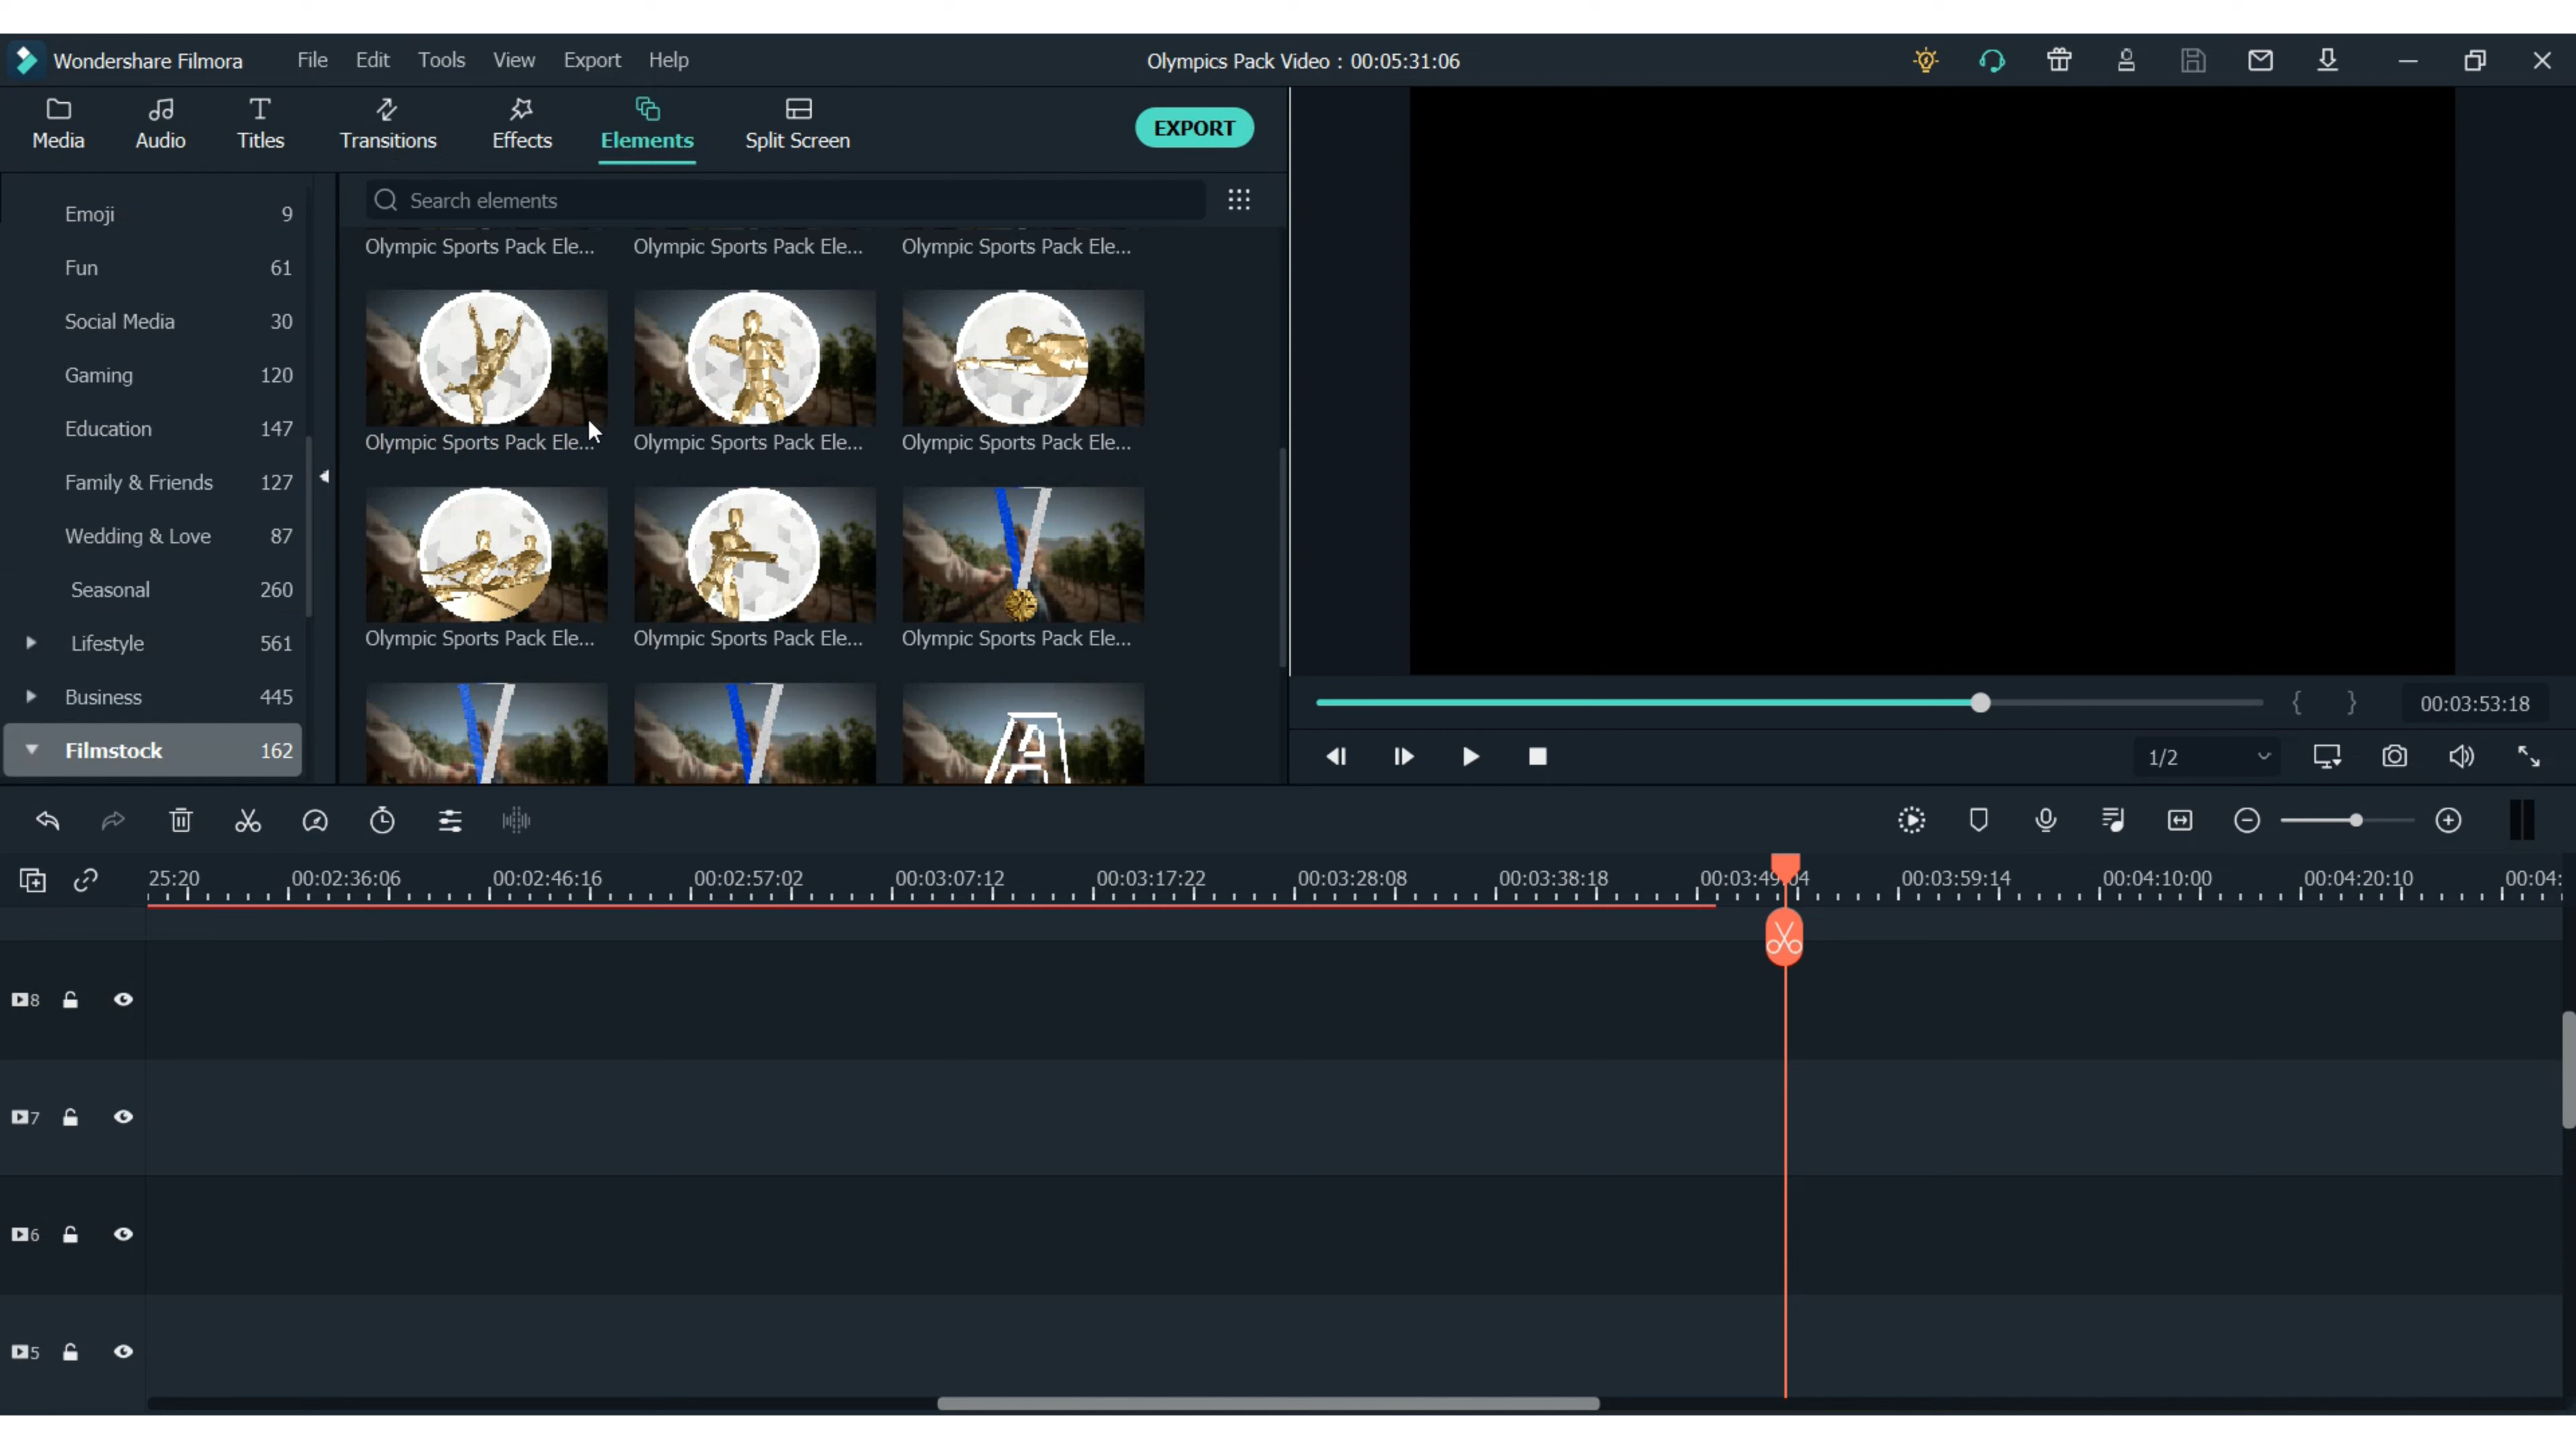 Wondershare Filmora File Edit Tools View Export Help Olympics Pack Video : 00:05:31:06
Media Audio Titles Transitions Effects Elements Split Screen EXPORT
Search elements
Emoji 9
Fun 61
Social Media 30
Gaming 120
Education 147
Family & Friends 127
Wedding & Love 87
Seasonal 260
Lifestyle 561
Business 445
Filmstock 162
Olympic Sports Pack Ele... Olympic Sports Pack Ele... Olympic Sports Pack Ele...
Olympic Sports Pack Ele... Olympic Sports Pack Ele... Olympic Sports Pack Ele...
Olympic Sports Pack Ele... Olympic Sports Pack Ele... Olympic Sports Pack Ele...
{ } 00:03:53:18
1/2
25:20 00:02:36:06 00:02:46:16 00:02:57:02 00:03:07:12 00:03:17:22 00:03:28:08 00:03:38:18 00:03:49:04 00:03:59:14 00:04:10:00 00:04:20:10 00:04:
8
7
6
5